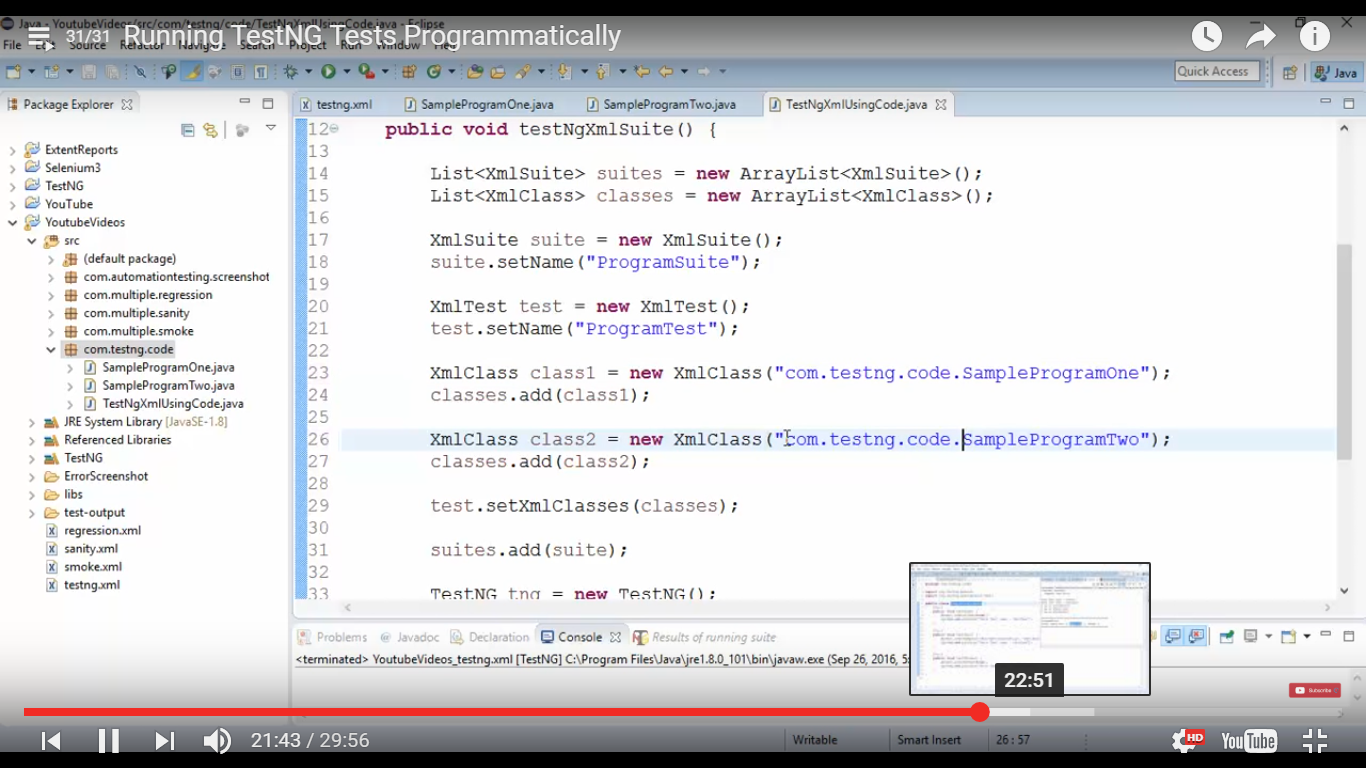 Java - YoutubeVideos/src/com/testng/code/TestNgXmlUsingCode.java - Eclipse
31/31 Running TestNG Tests Programmatically
File Edit Source Refactor Navigate Search Project Run Window Help
Quick Access
Java
Package Explorer
testng.xml
SampleProgramOne.java
SampleProgramTwo.java
TestNgXmlUsingCode.java
ExtentReports
Selenium3
TestNG
YouTube
YoutubeVideos
src
(default package)
com.automationtesting.screenshot
com.multiple.regression
com.multiple.sanity
com.multiple.smoke
com.testng.code
SampleProgramOne.java
SampleProgramTwo.java
TestNgXmlUsingCode.java
JRE System Library [JavaSE-1.8]
Referenced Libraries
TestNG
ErrorScreenshot
libs
test-output
regression.xml
sanity.xml
smoke.xml
testng.xml
12 public void testNgXmlSuite() {
13
14 List<XmlSuite> suites = new ArrayList<XmlSuite>();
15 List<XmlClass> classes = new ArrayList<XmlClass>();
16
17 XmlSuite suite = new XmlSuite();
18 suite.setName("ProgramSuite");
19
20 XmlTest test = new XmlTest();
21 test.setName("ProgramTest");
22
23 XmlClass class1 = new XmlClass("com.testng.code.SampleProgramOne");
24 classes.add(class1);
25
26 XmlClass class2 = new XmlClass("com.testng.code.SampleProgramTwo");
27 classes.add(class2);
28
29 test.setXmlClasses(classes);
30
31 suites.add(suite);
32
33 TestNG tng = new TestNG();
Problems
Javadoc
Declaration
Console
Results of running suite
<terminated> YoutubeVideos_testng.xml [TestNG] C:\Program Files\Java\jre1.8.0_101\bin\javaw.exe (Sep 26, 2016,
22:51
Subscribe
21:43 / 29:56
Writable
Smart Insert
26 : 57
HD
YouTube